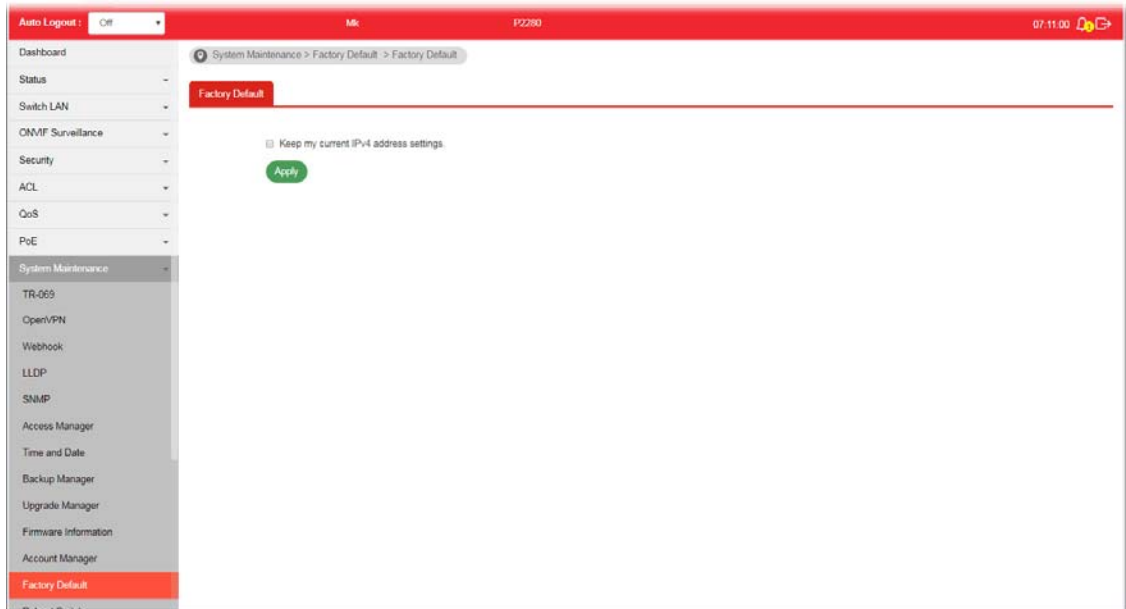 Auto Logout : Off Mk P2280 07:11:00
Dashboard
System Maintenance > Factory Default > Factory Default
Status
Factory Default
Switch LAN
ONVIF Surveillance
Keep my current IPv4 address settings.
Security
Apply
ACL
QoS
PoE
System Maintenance
TR-069
OpenVPN
Webhook
LLDP
SNMP
Access Manager
Time and Date
Backup Manager
Upgrade Manager
Firmware Information
Account Manager
Factory Default